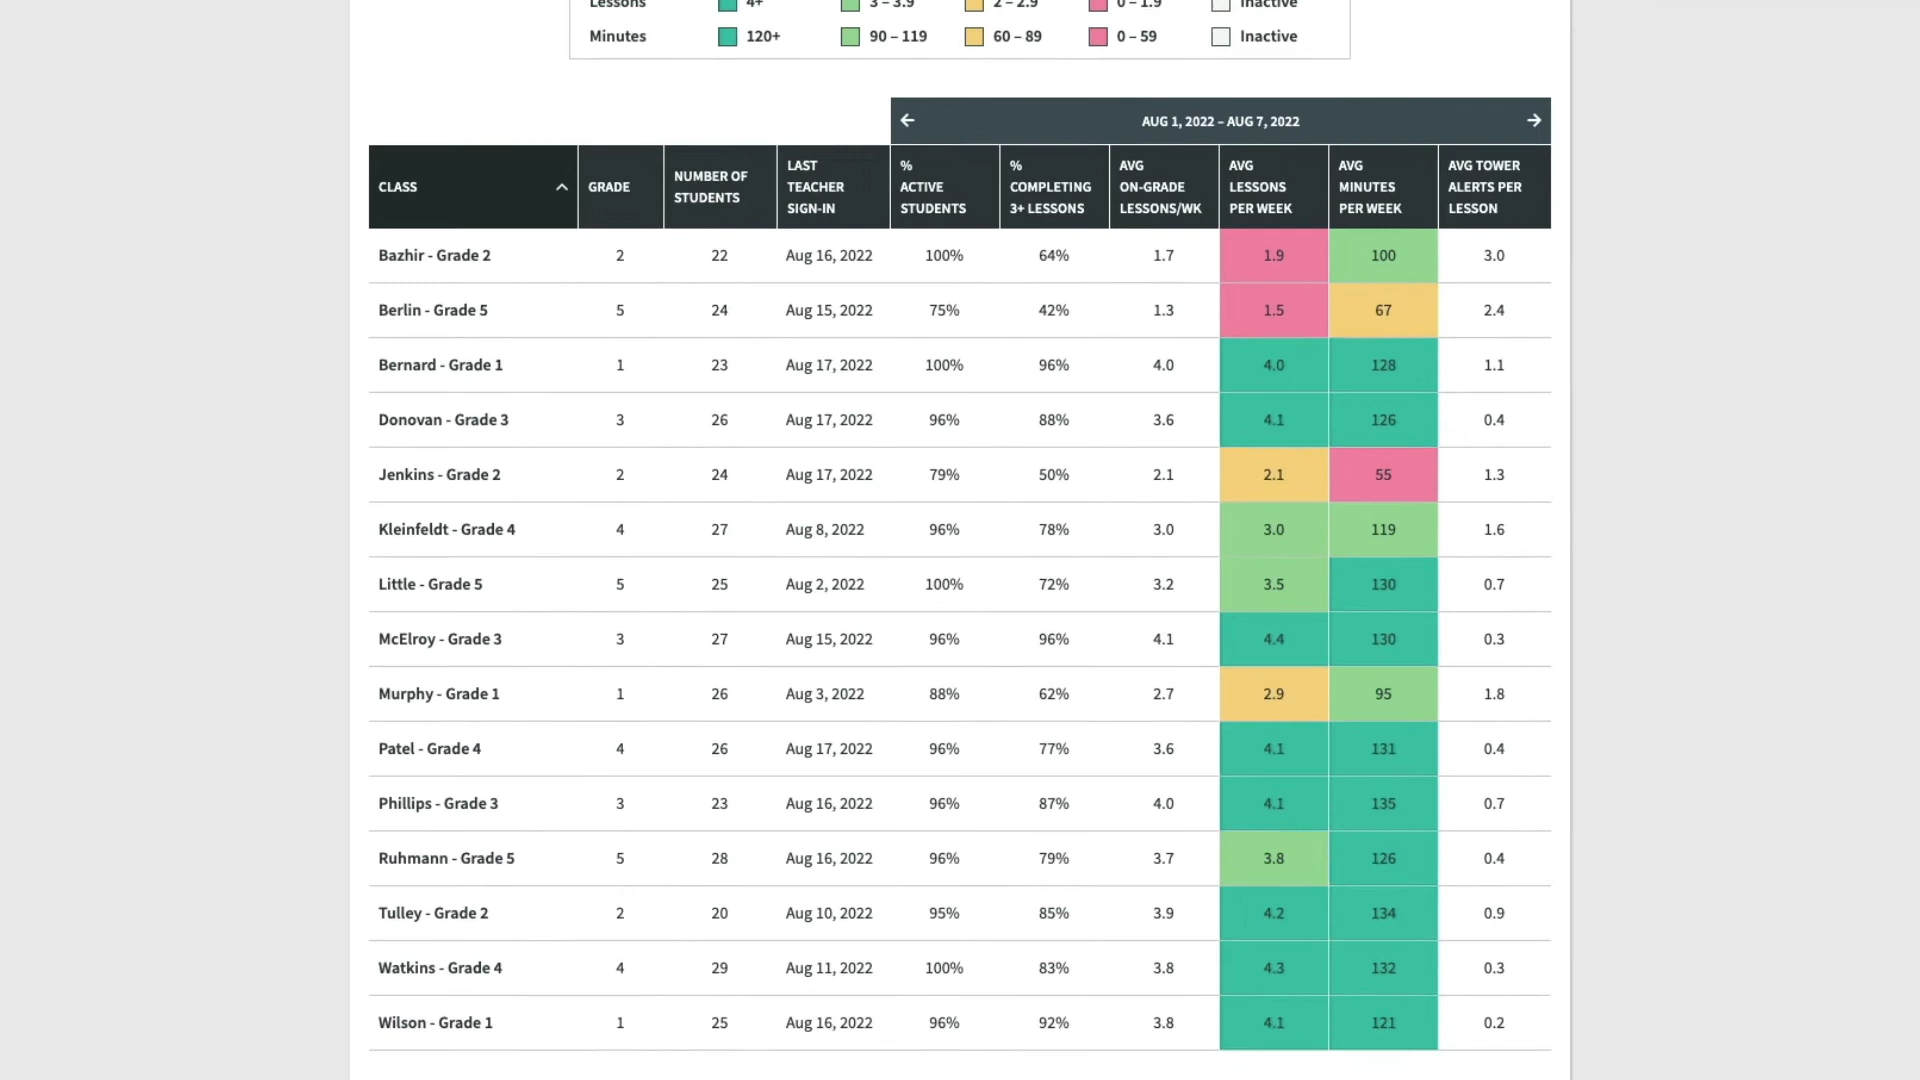 Lessons 4+ 3 – 3.9 2 – 2.9 0 – 1.9 Inactive
Minutes 120+ 90 – 119 60 – 89 0 – 59 Inactive
AUG 1, 2022 – AUG 7, 2022
CLASS
GRADE
NUMBER OF
STUDENTS
LAST
TEACHER
SIGN-IN
%
ACTIVE
STUDENTS
%
COMPLETING
3+ LESSONS
AVG
ON-GRADE
LESSONS/WK
AVG
LESSONS
PER WEEK
AVG
MINUTES
PER WEEK
AVG TOWER
ALERTS PER
LESSON
Bazhir - Grade 2 2 22 Aug 16, 2022 100% 64% 1.7 1.9 100 3.0
Berlin - Grade 5 5 24 Aug 15, 2022 75% 42% 1.3 1.5 67 2.4
Bernard - Grade 1 1 23 Aug 17, 2022 100% 96% 4.0 4.0 128 1.1
Donovan - Grade 3 3 26 Aug 17, 2022 96% 88% 3.6 4.1 126 0.4
Jenkins - Grade 2 2 24 Aug 17, 2022 79% 50% 2.1 2.1 55 1.3
Kleinfeldt - Grade 4 4 27 Aug 8, 2022 96% 78% 3.0 3.0 119 1.6
Little - Grade 5 5 25 Aug 2, 2022 100% 72% 3.2 3.5 130 0.7
McElroy - Grade 3 3 27 Aug 15, 2022 96% 96% 4.1 4.4 130 0.3
Murphy - Grade 1 1 26 Aug 3, 2022 88% 62% 2.7 2.9 95 1.8
Patel - Grade 4 4 26 Aug 17, 2022 96% 77% 3.6 4.1 131 0.4
Phillips - Grade 3 3 23 Aug 16, 2022 96% 87% 4.0 4.1 135 0.7
Ruhmann - Grade 5 5 28 Aug 16, 2022 96% 79% 3.7 3.8 126 0.4
Tulley - Grade 2 2 20 Aug 10, 2022 95% 85% 3.9 4.2 134 0.9
Watkins - Grade 4 4 29 Aug 11, 2022 100% 83% 3.8 4.3 132 0.3
Wilson - Grade 1 1 25 Aug 16, 2022 96% 92% 3.8 4.1 121 0.2